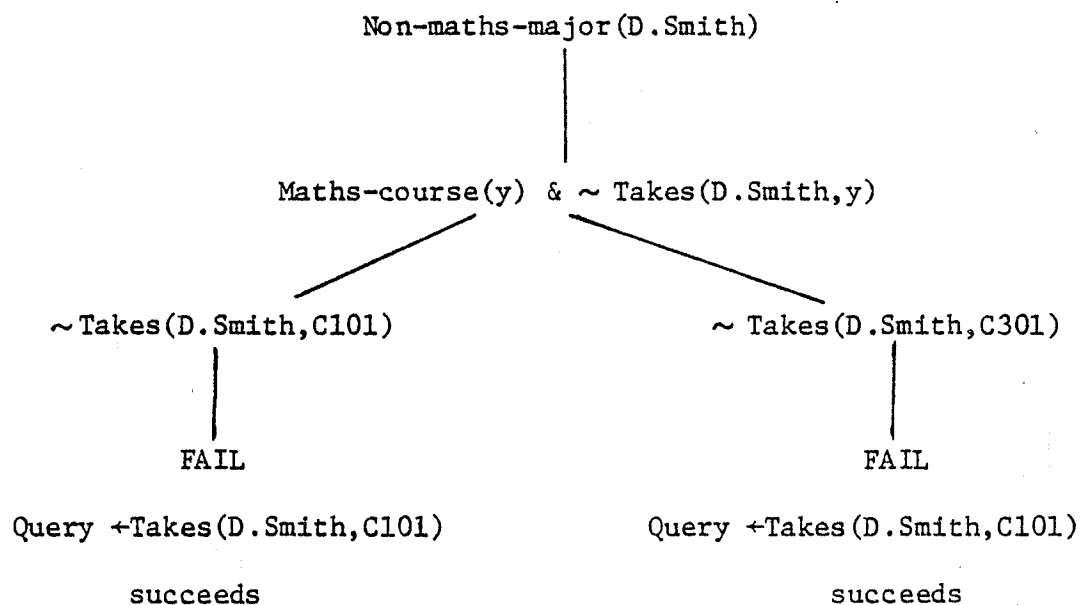 Non-maths-major(D.Smith)
Maths-course(y) & ~ Takes(D.Smith,y)
~ Takes(D.Smith,C101)
~ Takes(D.Smith,C301)
FAIL
FAIL
Query ←Takes(D.Smith,C101)
Query ←Takes(D.Smith,C101)
succeeds
succeeds